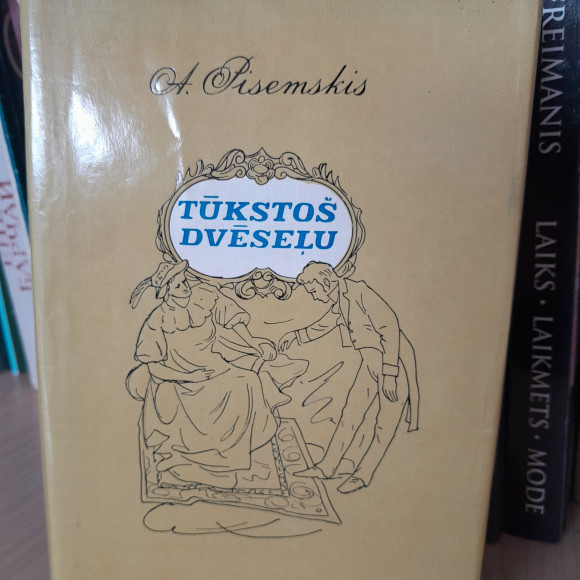 A. Pisemskis
TŪKSTOŠ
DVĒSEĻU
REIMANIS
LAIKS · LAIKMETS · MODE